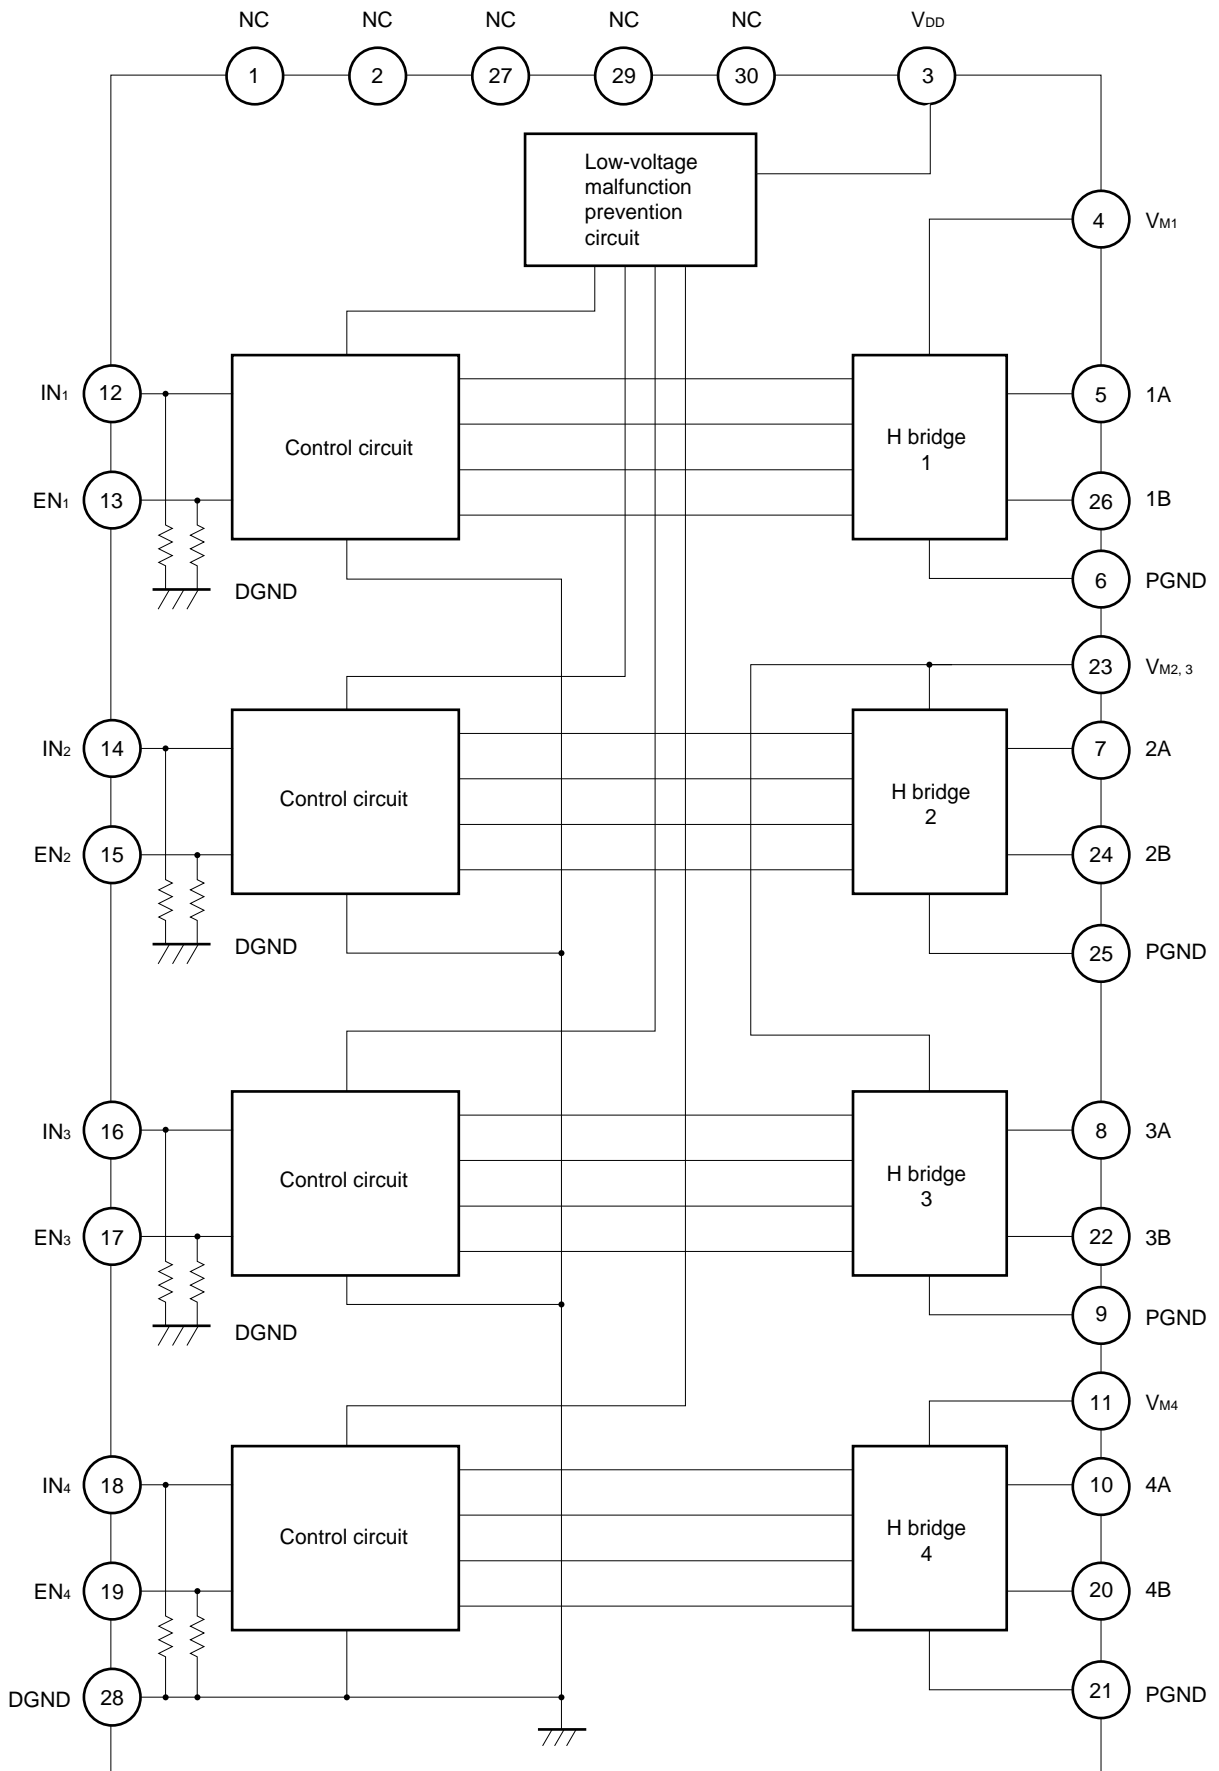 NC NC NC NC NC VDD
1 2 27 29 30 3
Low-voltage
malfunction
prevention
circuit
4 VM1
IN1 12
Control circuit
H bridge
1
5 1A
EN1 13
26 1B
DGND
6 PGND
23 VM2, 3
IN2 14
Control circuit
H bridge
2
7 2A
EN2 15
24 2B
DGND
25 PGND
IN3 16
Control circuit
H bridge
3
8 3A
EN3 17
22 3B
DGND
9 PGND
11 VM4
IN4 18
Control circuit
H bridge
4
10 4A
EN4 19
20 4B
DGND 28
21 PGND